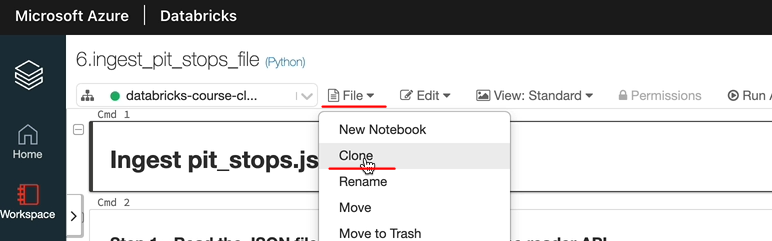 Microsoft Azure | Databricks
6.ingest_pit_stops_file (Python)
databricks-course-cl... File Edit View: Standard Permissions Run A
Cmd 1
New Notebook
Home
Ingest pit_stops.js
Clone
Rename
Workspace
Cmd 2
Move
Move to Trash